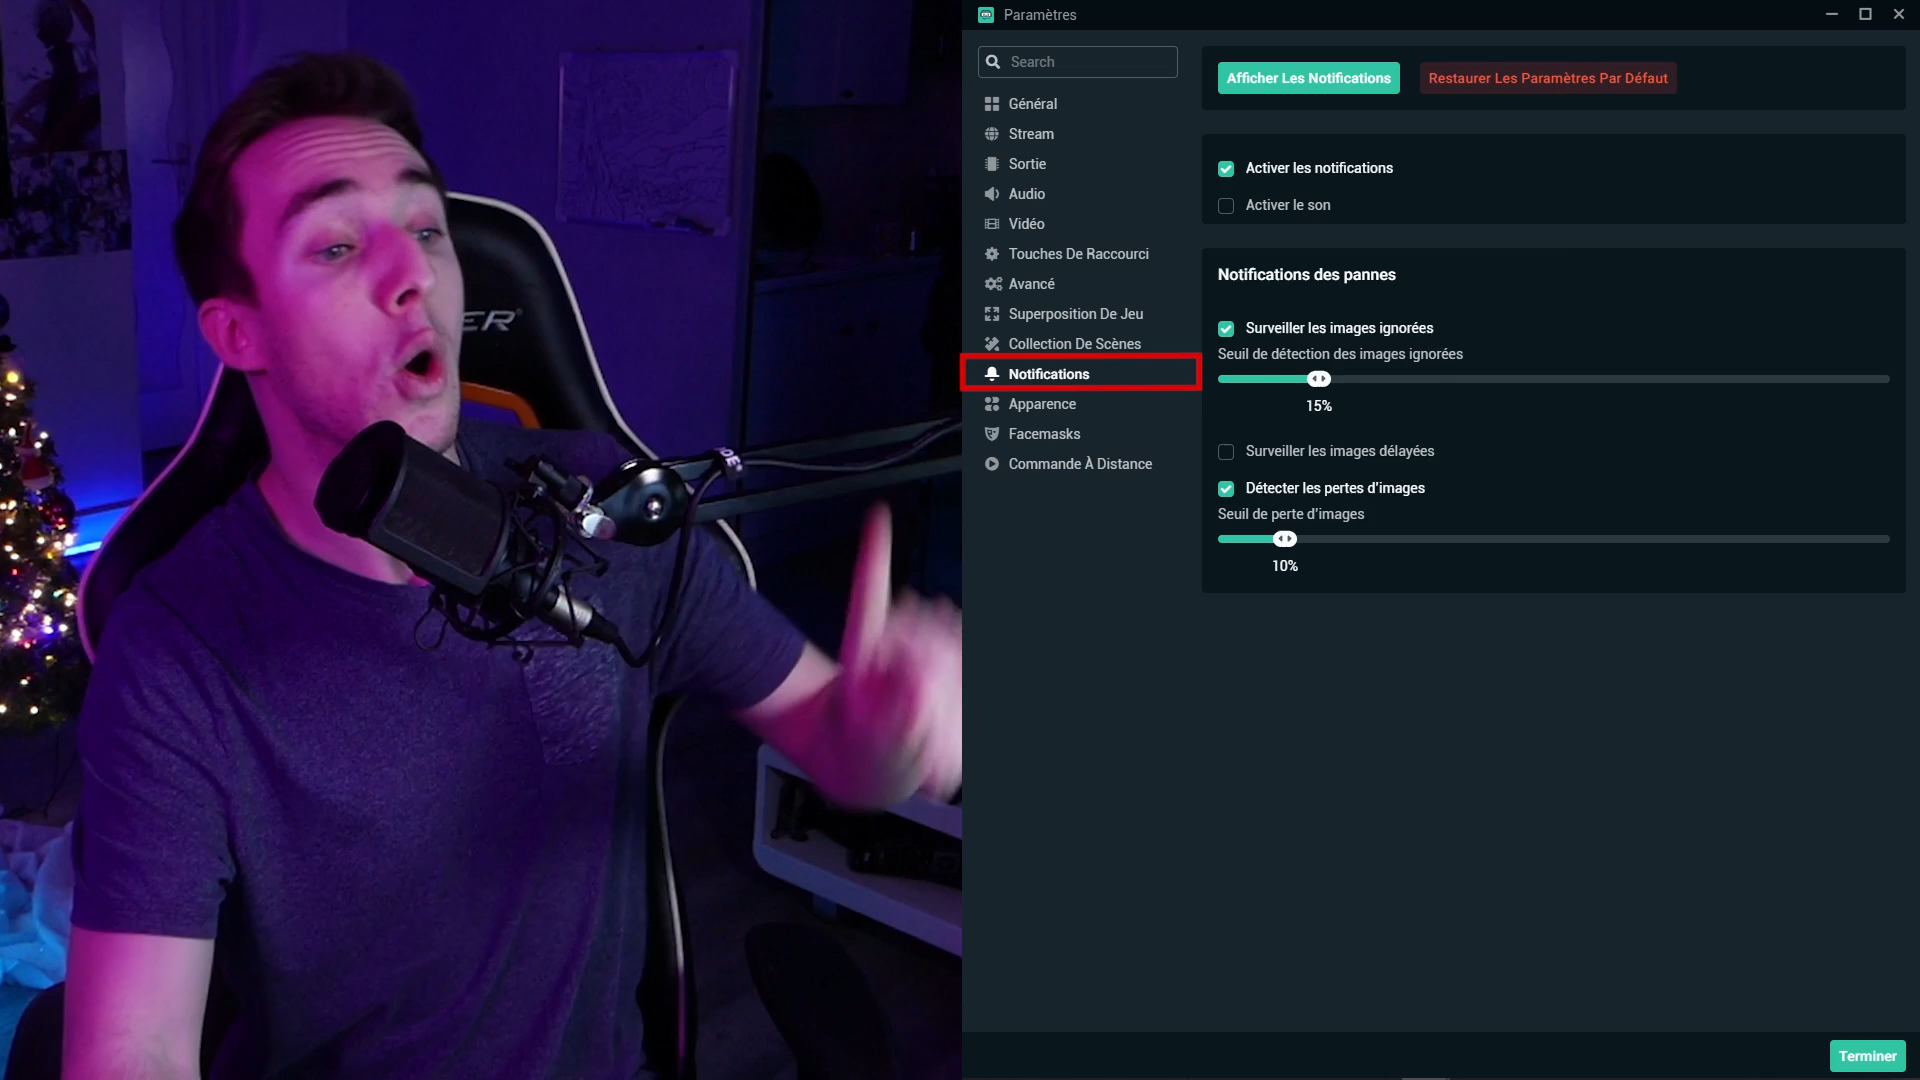 Paramètres
Search
Général
Stream
Sortie
Audio
Vidéo
Touches De Raccourci
Avancé
Superposition De Jeu
Collection De Scènes
Notifications
Apparence
Facemasks
Commande À Distance
Afficher Les Notifications
Restaurer Les Paramètres Par Défaut
Activer les notifications
Activer le son
Notifications des pannes
Surveiller les images ignorées
Seuil de détection des images ignorées
15%
Surveiller les images délayées
Détecter les pertes d'images
Seuil de perte d'images
10%
Terminer